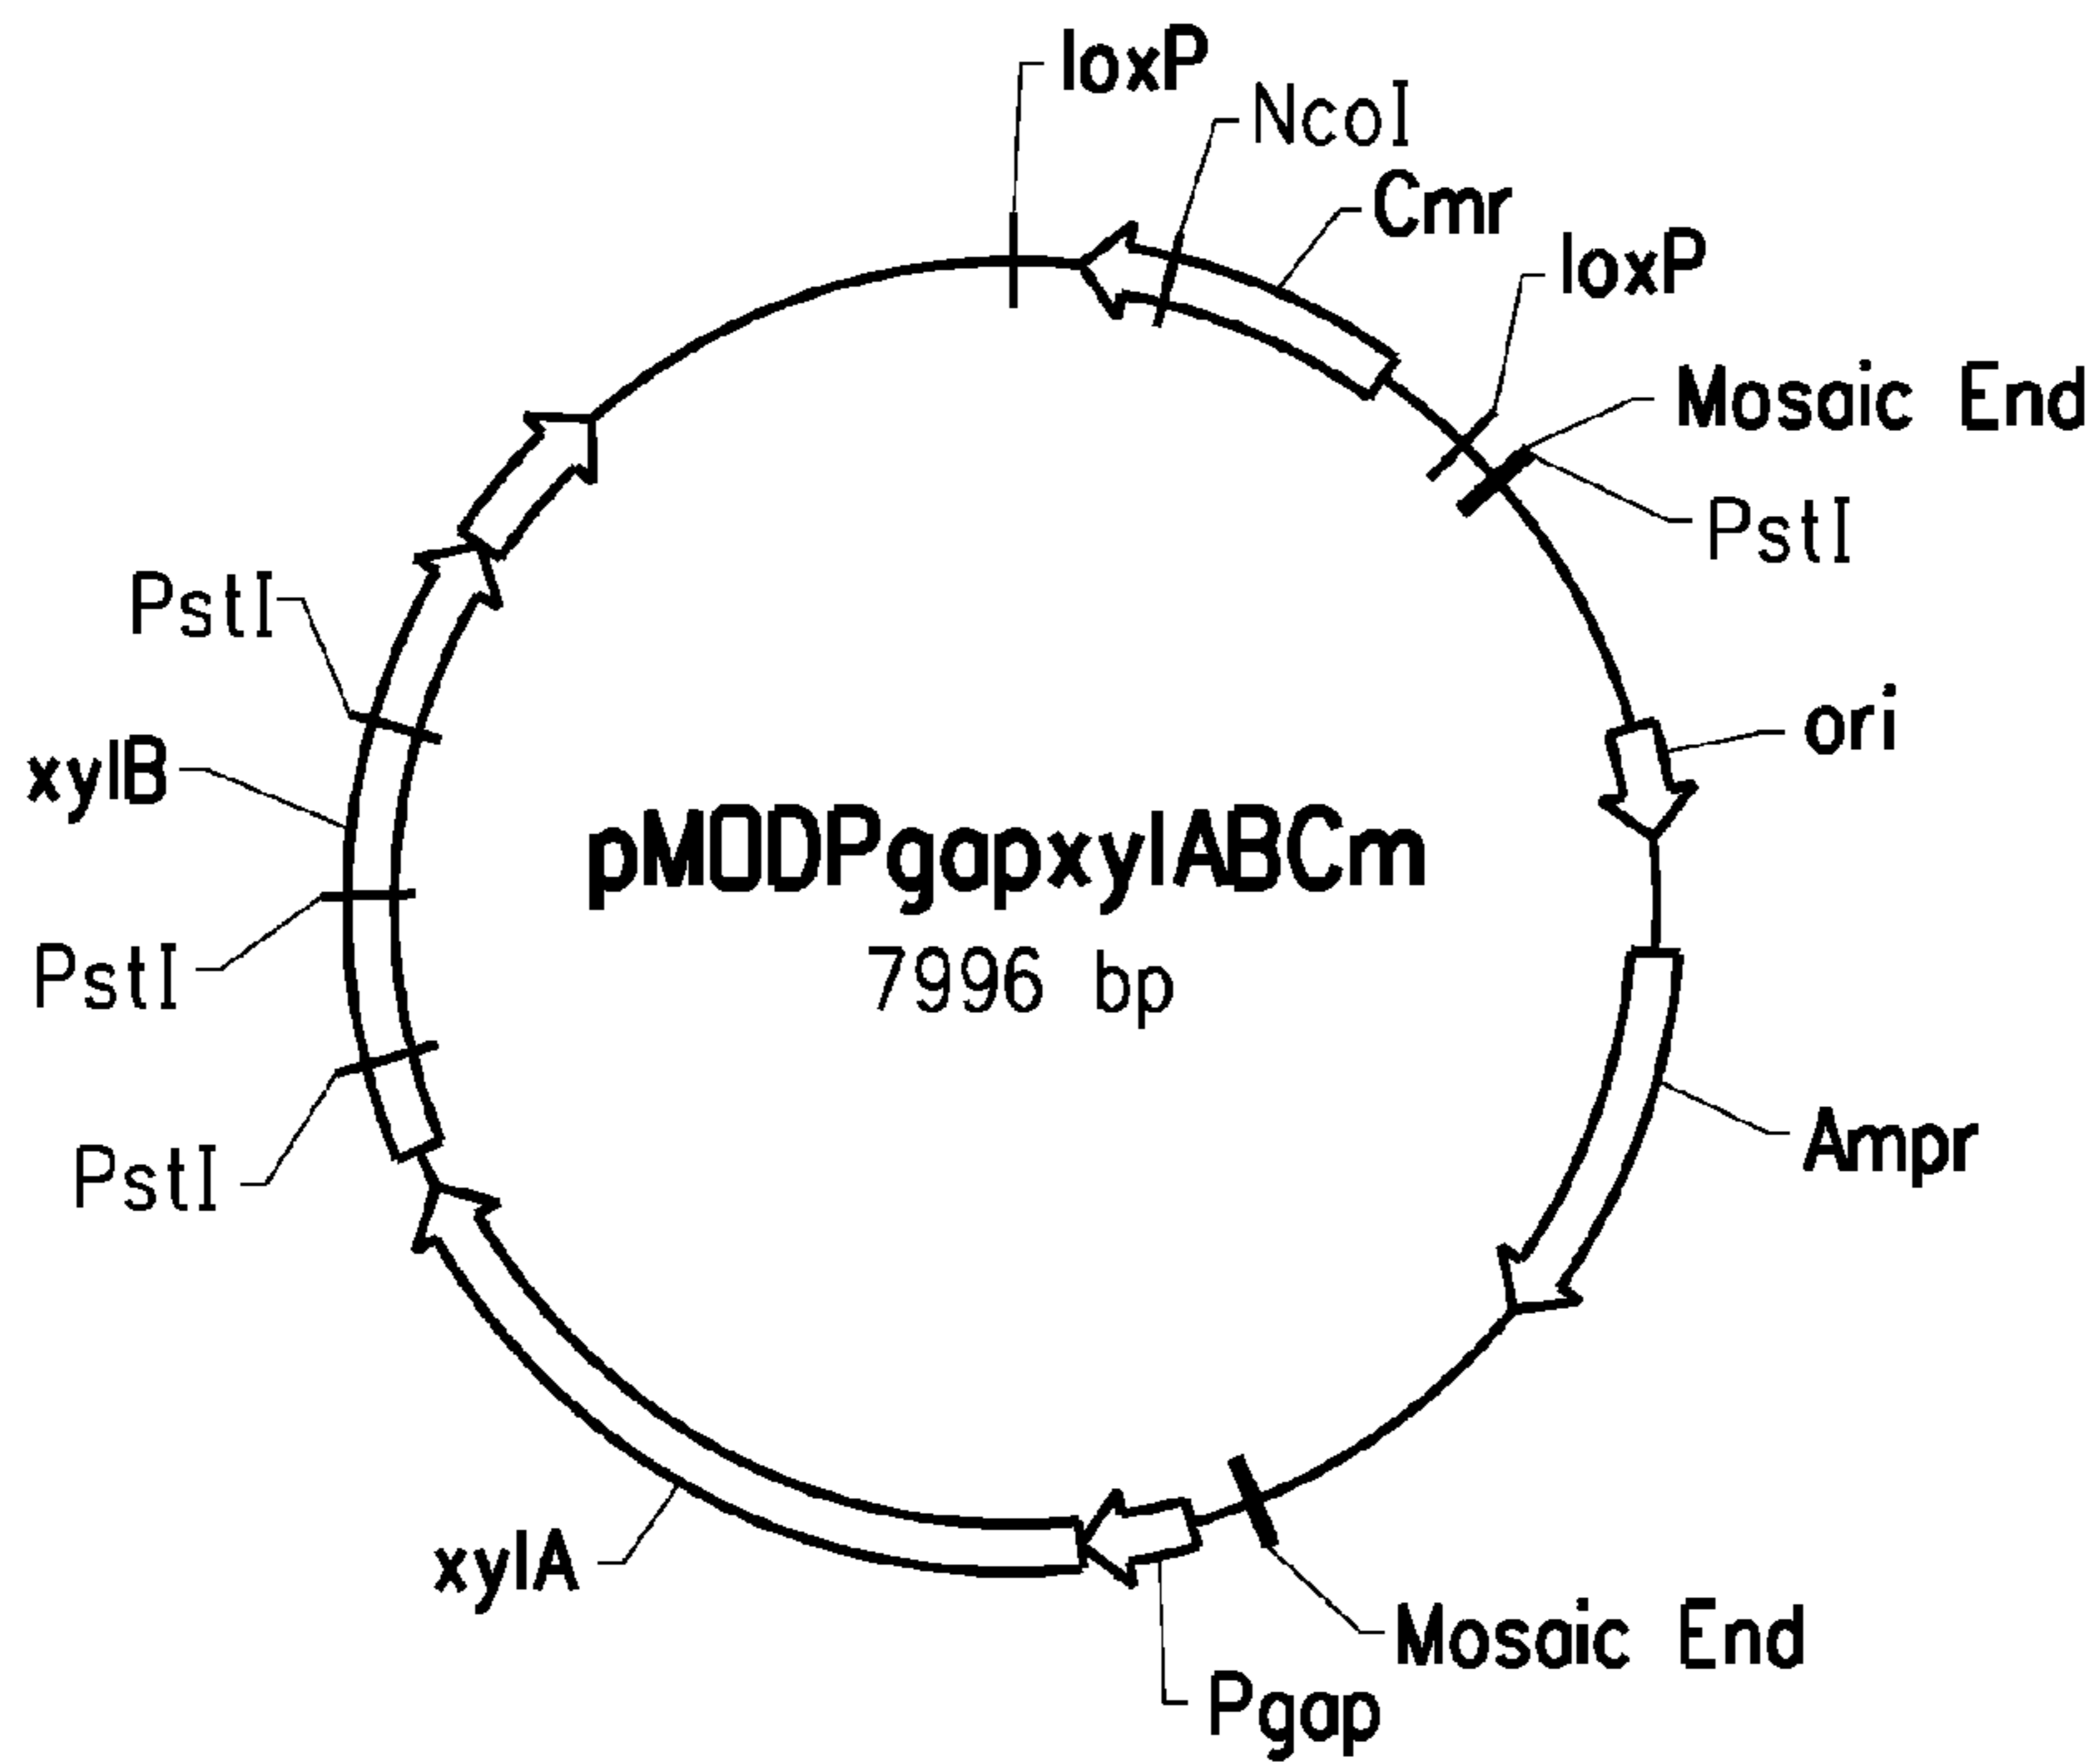 loxP
NcoI
Cmr
loxP
Mosaic End
PstI
PstI
ori
xylB
pMODPgapxylABCm
7996 bp
PstI
Ampr
PstI
xylA
Mosaic End
Pgap